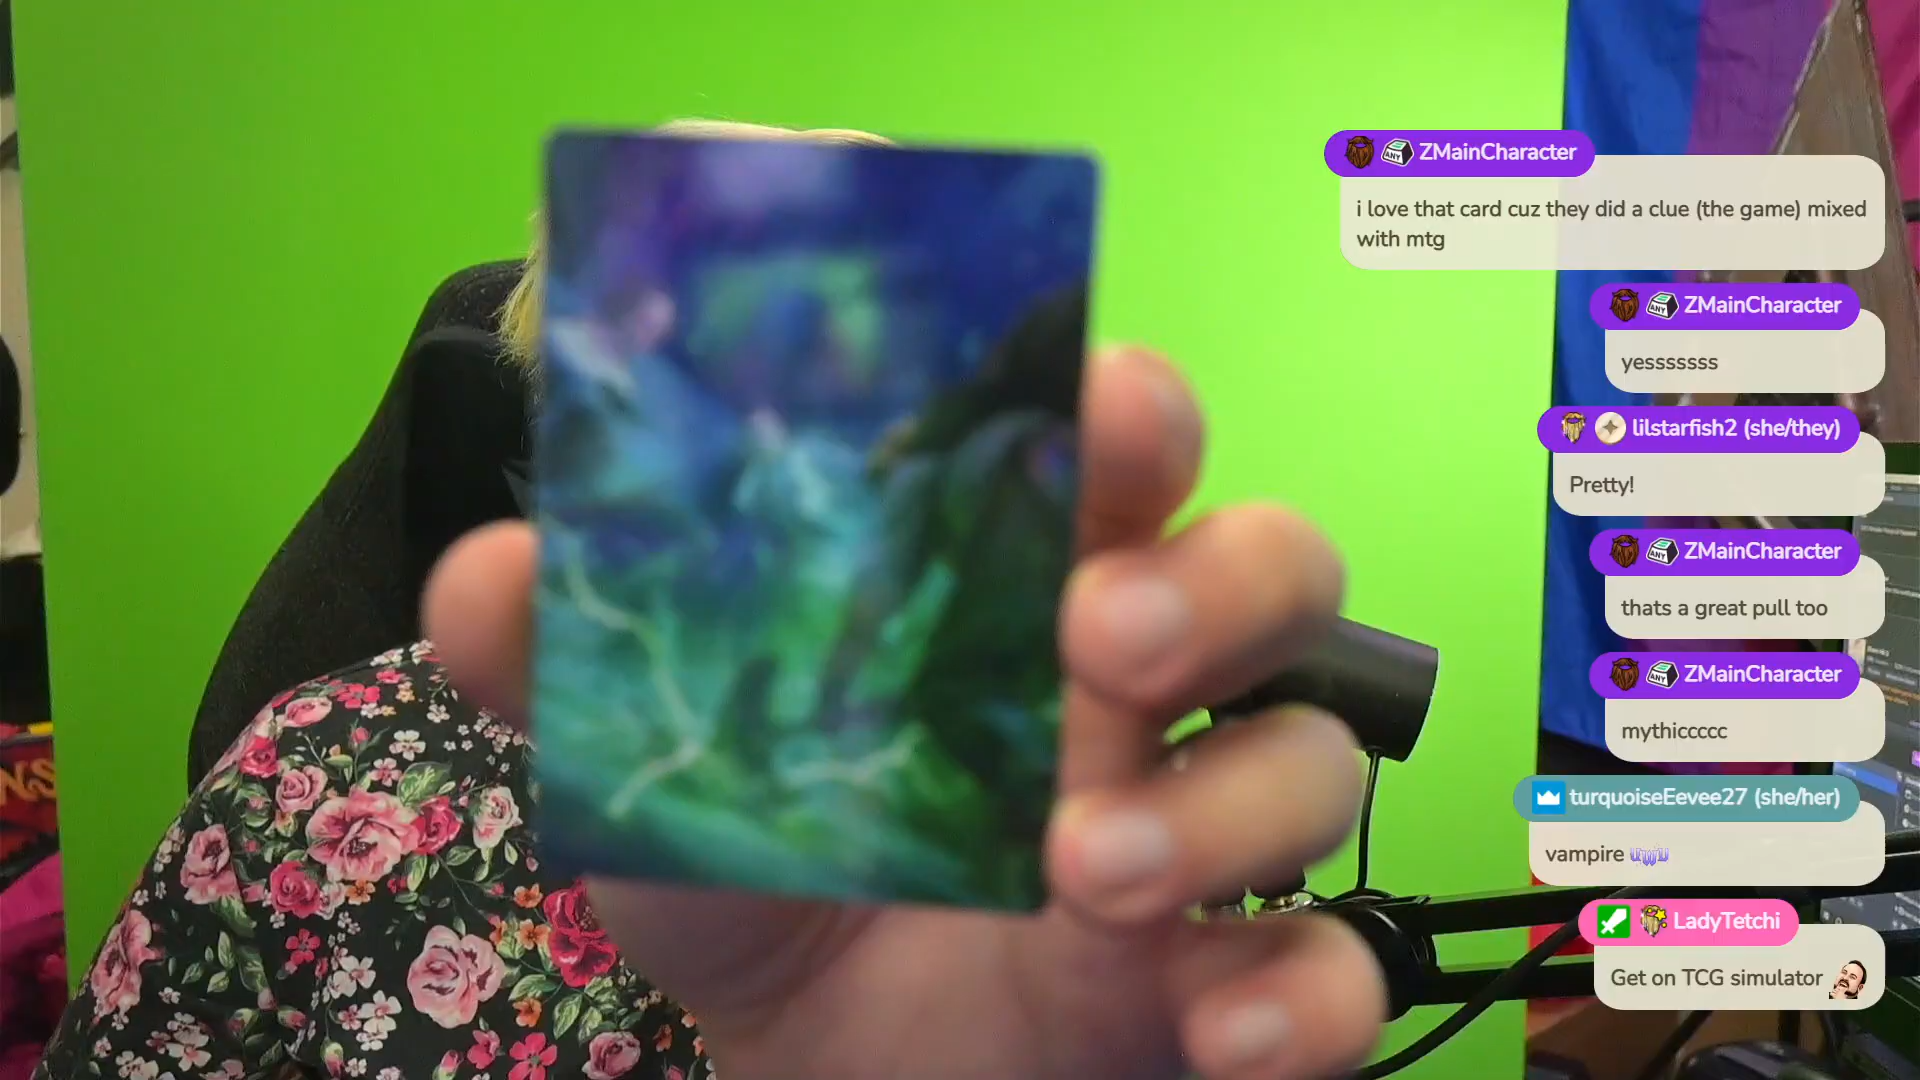 ZMainCharacter
i love that card cuz they did a clue (the game) mixed
with mtg
ZMainCharacter
yesssssss
lilstarfish2 (she/they)
Pretty!
ZMainCharacter
thats a great pull too
ZMainCharacter
mythiccccc
turquoiseEevee27 (she/her)
vampire uwu
LadyTetchi
Get on TCG simulator